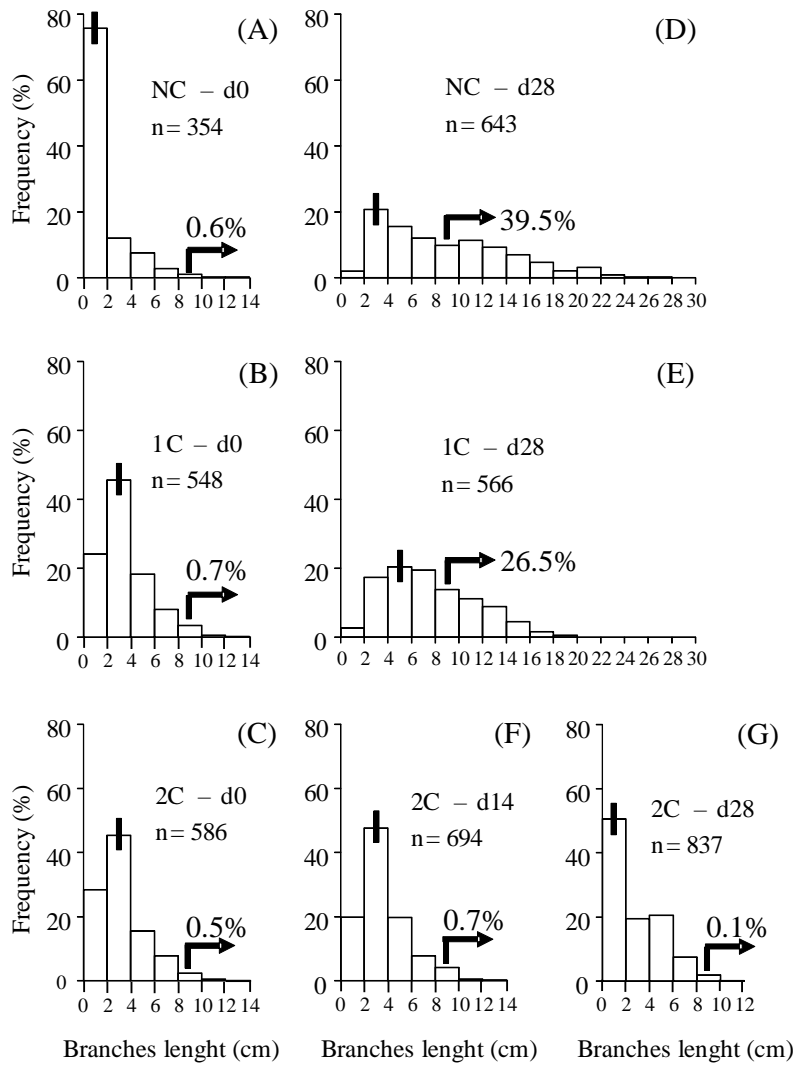 (A)
NC – d0
n= 354
0.6%
Frequency (%)
80
60
40
20
0
0 2 4 6 8 10 12 14
(D)
NC – d28
n= 643
39.5%
80
60
40
20
0
0 2 4 6 8 10 12 14 16 18 20 22 24 26 28 30
(B)
1C – d0
n= 548
0.7%
Frequency (%)
80
60
40
20
0
0 2 4 6 8 10 12 14
(E)
1C – d28
n= 566
26.5%
80
60
40
20
0
0 2 4 6 8 10 12 14 16 18 20 22 24 26 28 30
(C)
2C – d0
n= 586
0.5%
Frequency (%)
80
60
40
20
0
0 2 4 6 8 10 12 14
Branches lenght (cm)
(F)
2C – d14
n= 694
0.7%
80
60
40
20
0
0 2 4 6 8 10 12 14
Branches lenght (cm)
(G)
2C – d28
n= 837
0.1%
80
60
40
20
0
0 2 4 6 8 10 12
Branches lenght (cm)